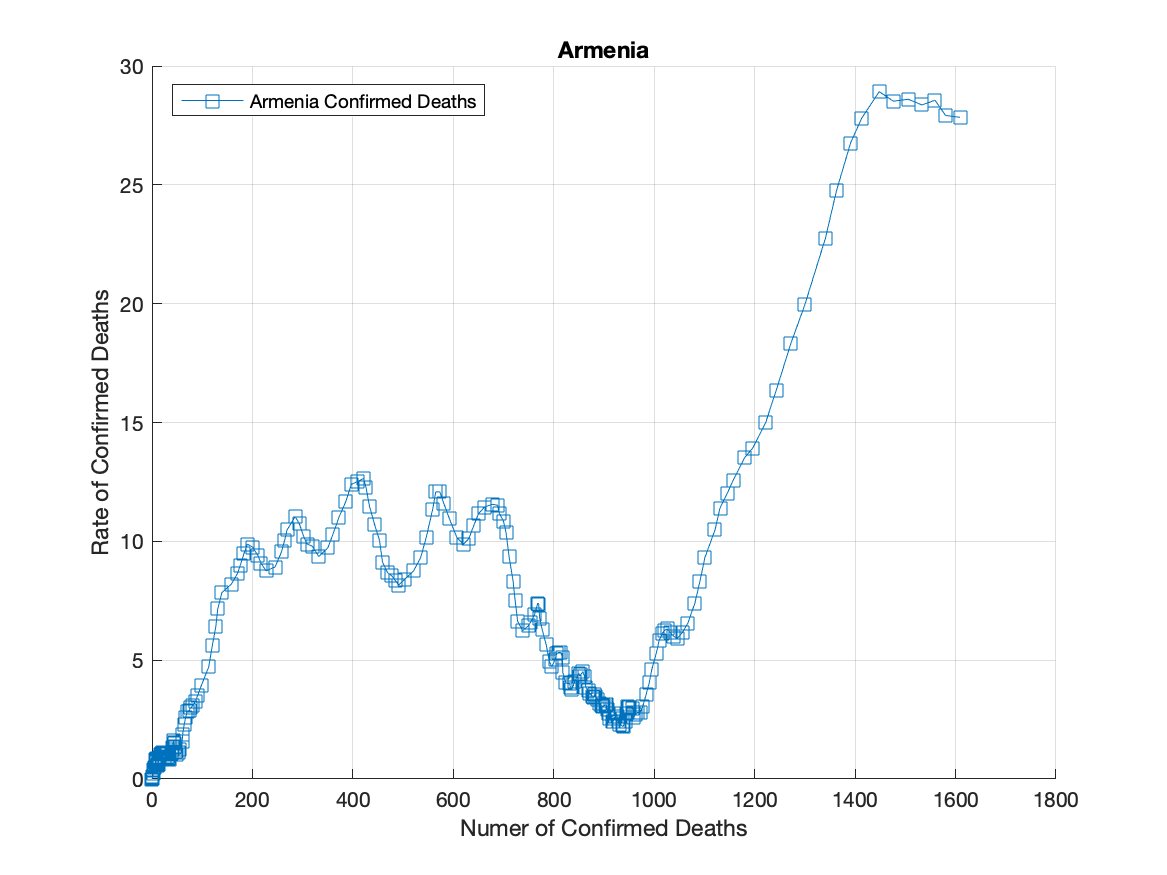 Armenia
Armenia Confirmed Deaths
Rate of Confirmed Deaths
30
25
20
15
10
5
0
0 200 400 600 800 1000 1200 1400 1600 1800
Numer of Confirmed Deaths